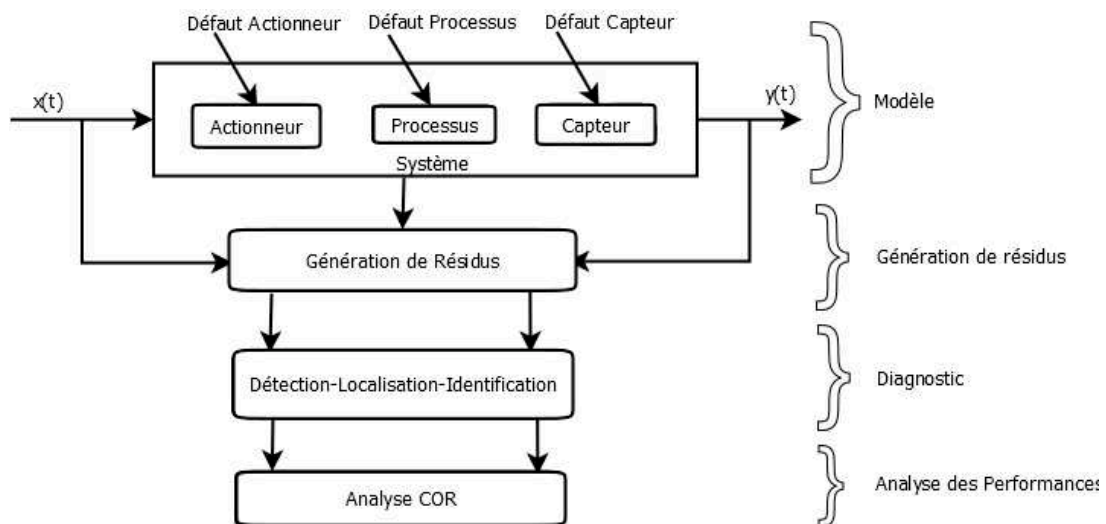 Défaut Actionneur
Défaut Processus
Défaut Capteur
x(t)
y(t)
Modèle
Actionneur
Processus
Capteur
Système
Génération de Résidus
Génération de résidus
Détection-Localisation-Identification
Diagnostic
Analyse COR
Analyse des Performances